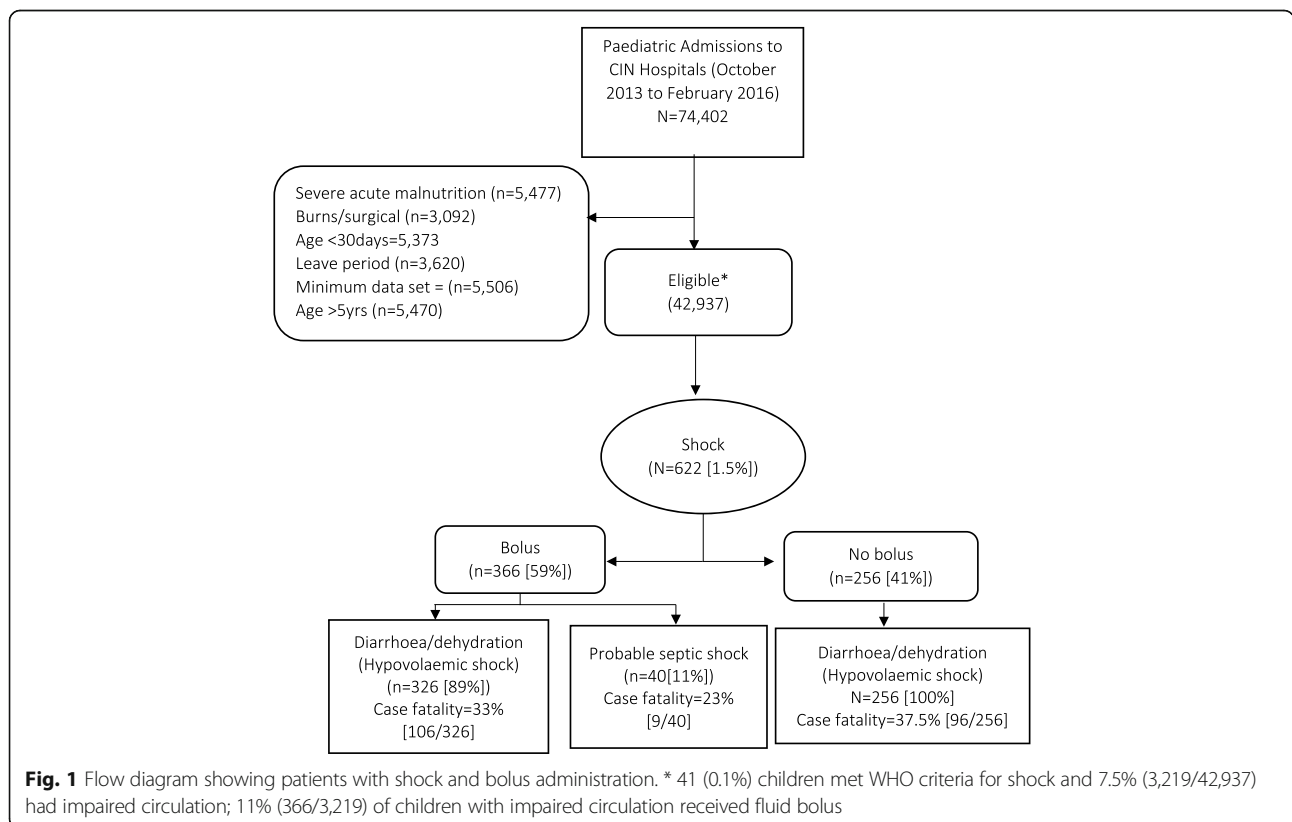 Paediatric Admissions to
CIN Hospitals (October
2013 to February 2016)
N=74,402
Severe acute malnutrition (n=5,477)
Burns/surgical (n=3,092)
Age <30days=5,373
Leave period (n=3,620)
Minimum data set = (n=5,506)
Age >5yrs (n=5,470)
Eligible*
(42,937)
Shock
(N=622 [1.5%])
Bolus
(n=366 [59%])
No bolus
(n=256 [41%])
Diarrhoea/dehydration
(Hypovolaemic shock)
(n=326 [89%])
Case fatality=33%
[106/326]
Probable septic shock
(n=40[11%])
Case fatality=23%
[9/40]
Diarrhoea/dehydration
(Hypovolaemic shock)
N=256 [100%]
Case fatality=37.5% [96/256]
Fig. 1 Flow diagram showing patients with shock and bolus administration. * 41 (0.1%) children met WHO criteria for shock and 7.5% (3,219/42,937)
had impaired circulation; 11% (366/3,219) of children with impaired circulation received fluid bolus